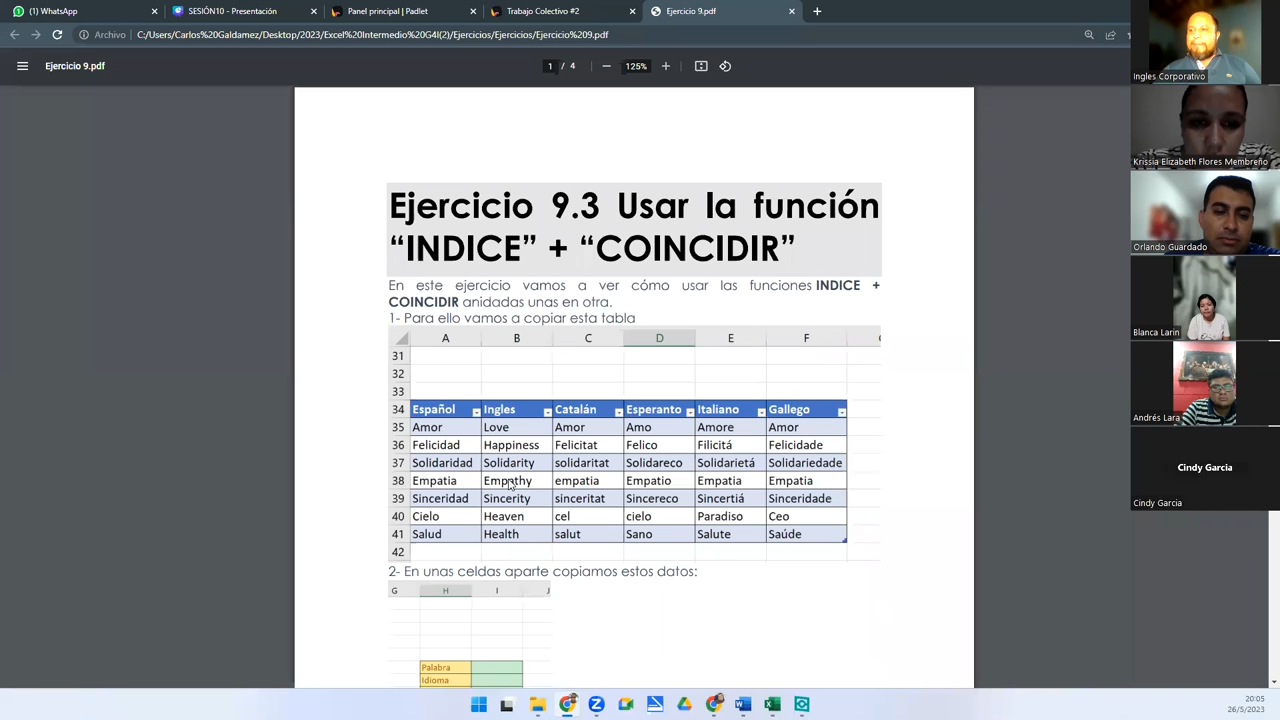 (1) WhatsApp
SESIÓN10 - Presentación
Panel principal | Padlet
Trabajo Colectivo #2
Ejercicio 9.pdf
Archivo
C:/Users/Carlos%20Galdamez/Desktop/2023/Excel%20Intermedio%20G4I(2)/Ejercicios/Ejercicios/Ejercicio%209.pdf
Ejercicio 9.pdf
1 / 4
125%
Ejercicio 9.3 Usar la función
“INDICE” + “COINCIDIR”
En este ejercicio vamos a ver cómo usar las funciones INDICE +
COINCIDIR anidadas unas en otra.
1- Para ello vamos a copiar esta tabla
A B C D E F
31
32
33
34 Español Ingles Catalán Esperanto Italiano Gallego
35 Amor Love Amor Amo Amore Amor
36 Felicidad Happiness Felicitat Felico Filicitá Felicidade
37 Solidaridad Solidarity solidaritat Solidareco Solidarietá Solidariedade
38 Empatia Empathy empatia Empatio Empatia Empatia
39 Sinceridad Sincerity sinceritat Sincereco Sincertiá Sinceridade
40 Cielo Heaven cel cielo Paradiso Ceo
41 Salud Health salut Sano Salute Saúde
42
2- En unas celdas aparte copiamos estos datos:
G H I J
Palabra
Idioma
Ingles Corporativo
Krissia Elizabeth Flores Membreño
Orlando Guardado
Blanca Larin
Andrés Lara
Cindy Garcia
Cindy Garcia
20:05
26/5/2023